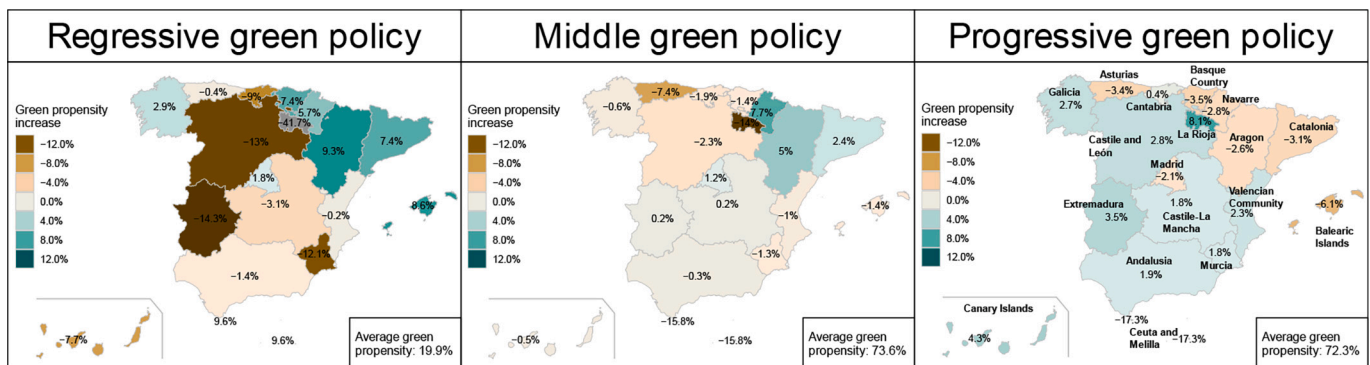 Regressive green policy
Middle green policy
Progressive green policy
Green propensity
increase
−12.0%
−8.0%
−4.0%
0.0%
4.0%
8.0%
12.0%
2.9%
−0.4%
−9%
−7.4%
5.7%
−41.7%
−13%
9.3%
7.4%
1.8%
−3.1%
−0.2%
8.6%
−14.3%
−12.1%
−1.4%
9.6%
9.6%
−7.7%
Average green
propensity: 19.9%
Green propensity
increase
−12.0%
−8.0%
−4.0%
0.0%
4.0%
8.0%
12.0%
−0.6%
−7.4%
−1.9%
−1.4%
7.7%
−14%
−2.3%
5%
2.4%
1.2%
0.2%
0.2%
−1%
−1.4%
−1.3%
−0.3%
−15.8%
−15.8%
−0.5%
Average green
propensity: 73.6%
Green propensity
increase
−12.0%
−8.0%
−4.0%
0.0%
4.0%
8.0%
12.0%
Galicia
2.7%
Asturias
−3.4%
0.4%
Cantabria
Basque
Country
−3.5%
Navarre
−2.8%
8.1%
La Rioja
Castile and
León
2.8%
Aragon
−2.6%
Catalonia
−3.1%
Madrid
−2.1%
Extremadura
3.5%
1.8%
Castile-La
Mancha
Valencian
Community
2.3%
−6.1%
Balearic
Islands
1.8%
Murcia
Andalusia
1.9%
Canary Islands
4.3%
−17.3%
Ceuta and
Melilla
−17.3%
Average green
propensity: 72.3%